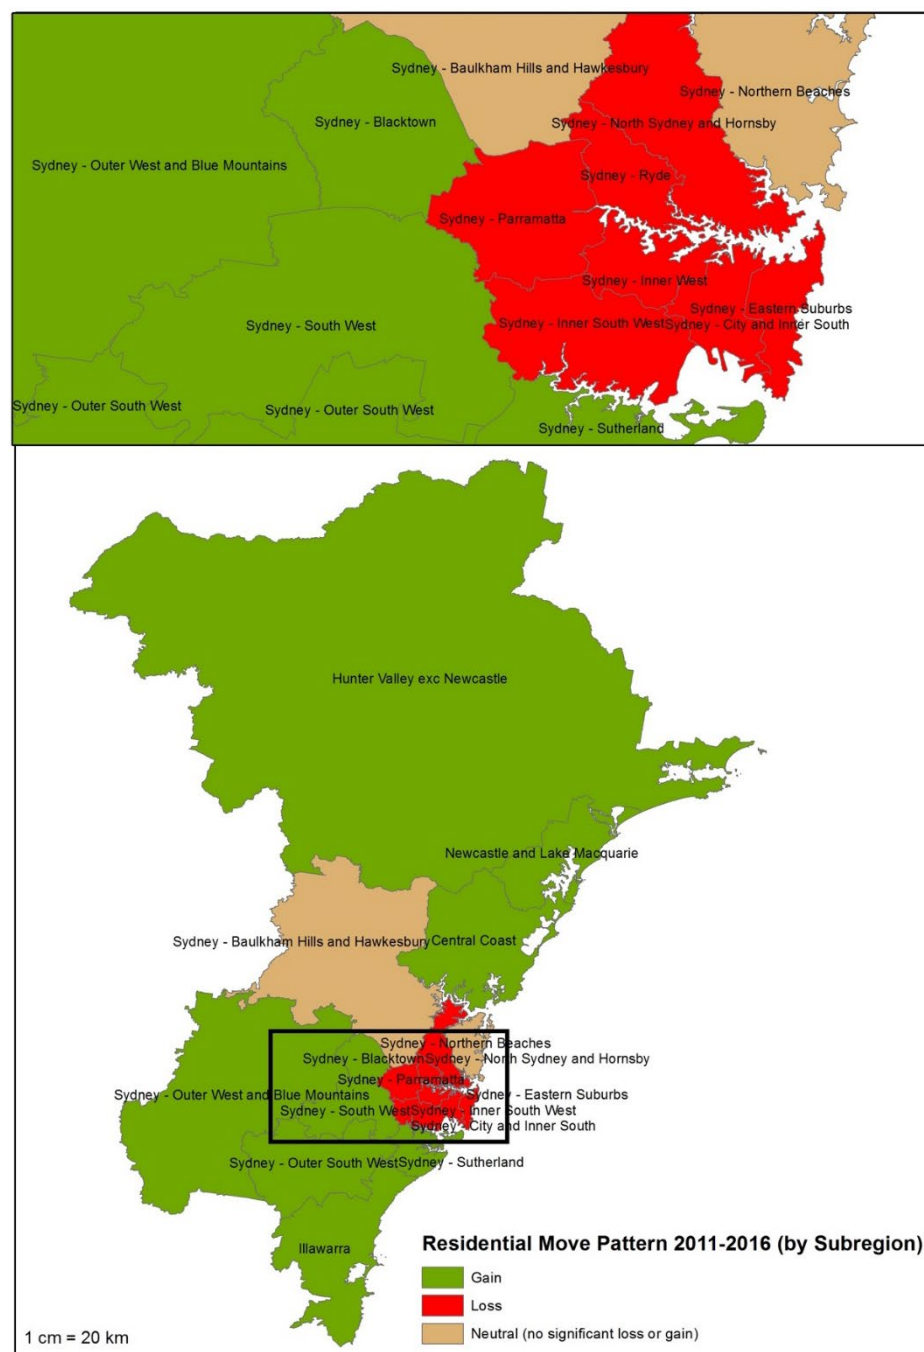 Sydney - Baulkham Hills and Hawkesbury
Sydney - Northern Beaches
Sydney - Blacktown
Sydney - North Sydney and Hornsby
Sydney - Outer West and Blue Mountains
Sydney - Ryde
Sydney - Parramatta
Sydney - Inner West
Sydney - Eastern Suburbs
Sydney - South West
Sydney - Inner South West
Sydney - City and Inner South
Sydney - Outer South West
Sydney - Outer South West
Sydney - Sutherland
Hunter Valley exc Newcastle
Newcastle and Lake Macquarie
Sydney - Baulkham Hills and Hawkesbury
Central Coast
Sydney - Northern Beaches
Sydney - Blacktown
Sydney - North Sydney and Hornsby
Sydney - Parramatta
Sydney - Outer West and Blue Mountains
Sydney - Eastern Suburbs
Sydney - South West
Sydney - Inner South West
Sydney - City and Inner South
Sydney - Outer South West
Sydney - Sutherland
Illawarra
Residential Move Pattern 2011-2016 (by Subregion)
Gain
Loss
Neutral (no significant loss or gain)
1 cm = 20 km